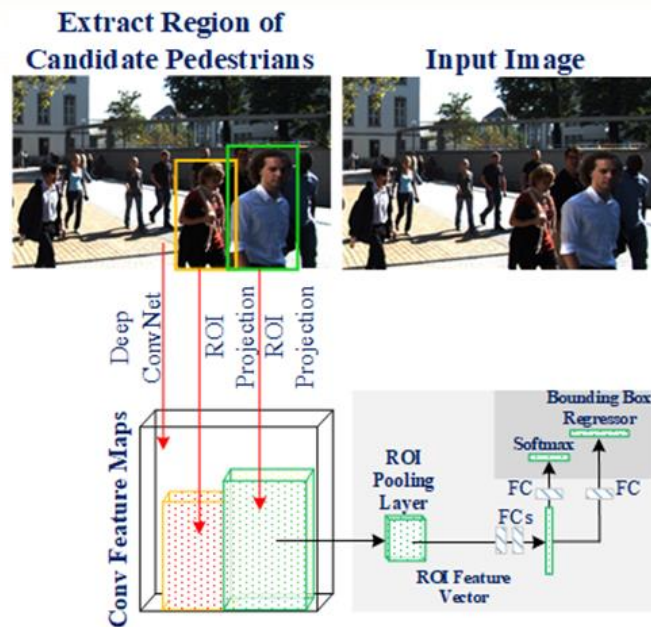 Extract Region of
Candidate Pedestrians
Input Image
Deep
ConvNet
ROI
Projection
ROI
Projection
Conv Feature Maps
ROI
Pooling
Layer
FCs
ROI Feature
Vector
FC
FC
Softmax
Bounding Box
Regressor